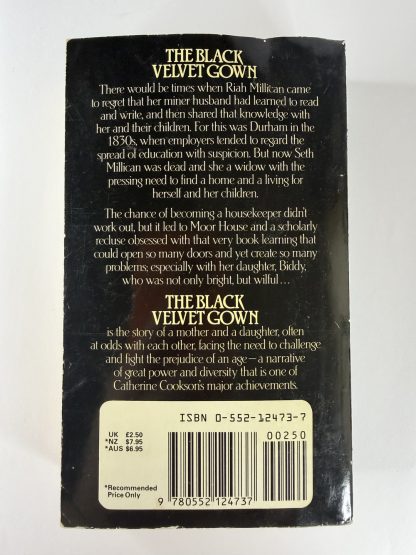 THE BLACK
VELVET GOWN
There would be times when Riah Millican came
to regret that her miner husband had learned to read
and write, and then shared that knowledge with
her and their children. For this was Durham in the
1830s, when employers tended to regard the
spread of education with suspicion. But now Seth
Millican was dead and she a widow with the
pressing need to find a home and a living for
herself and her children.
The chance of becoming a housekeeper didn't
work out, but it led to Moor House and a scholarly
recluse obsessed with that very book learning that
could open so many doors and yet create so many
problems; especially with her daughter, Biddy,
who was not only bright, but wilful...
THE BLACK
VELVET GOWN
is the story of a mother and a daughter, often
at odds with each other, facing the need to challenge
and fight the prejudice of an age – a narrative
of great power and diversity that is one of
Catherine Cookson's major achievements.
ISBN 0-552-12473-7
UK £2.50
*NZ $7.95
*AUS $6.95
00250
*Recommended
Price Only
9 780552 124737